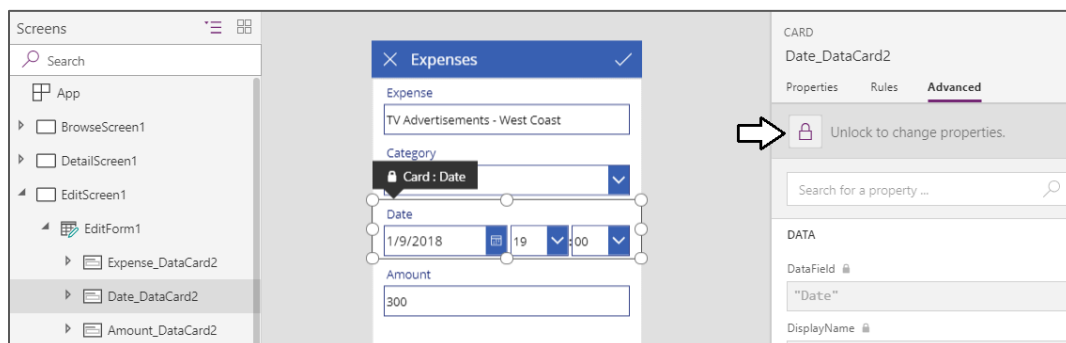 Screens
Search
App
BrowseScreen1
DetailScreen1
EditScreen1
EditForm1
Expense_DataCard2
Date_DataCard2
Amount_DataCard2
Expenses
Expense
TV Advertisements - West Coast
Category
Card : Date
Date
1/9/2018 19 :00
Amount
300
CARD
Date_DataCard2
Properties Rules Advanced
Unlock to change properties.
Search for a property ...
DATA
DataField
"Date"
DisplayName